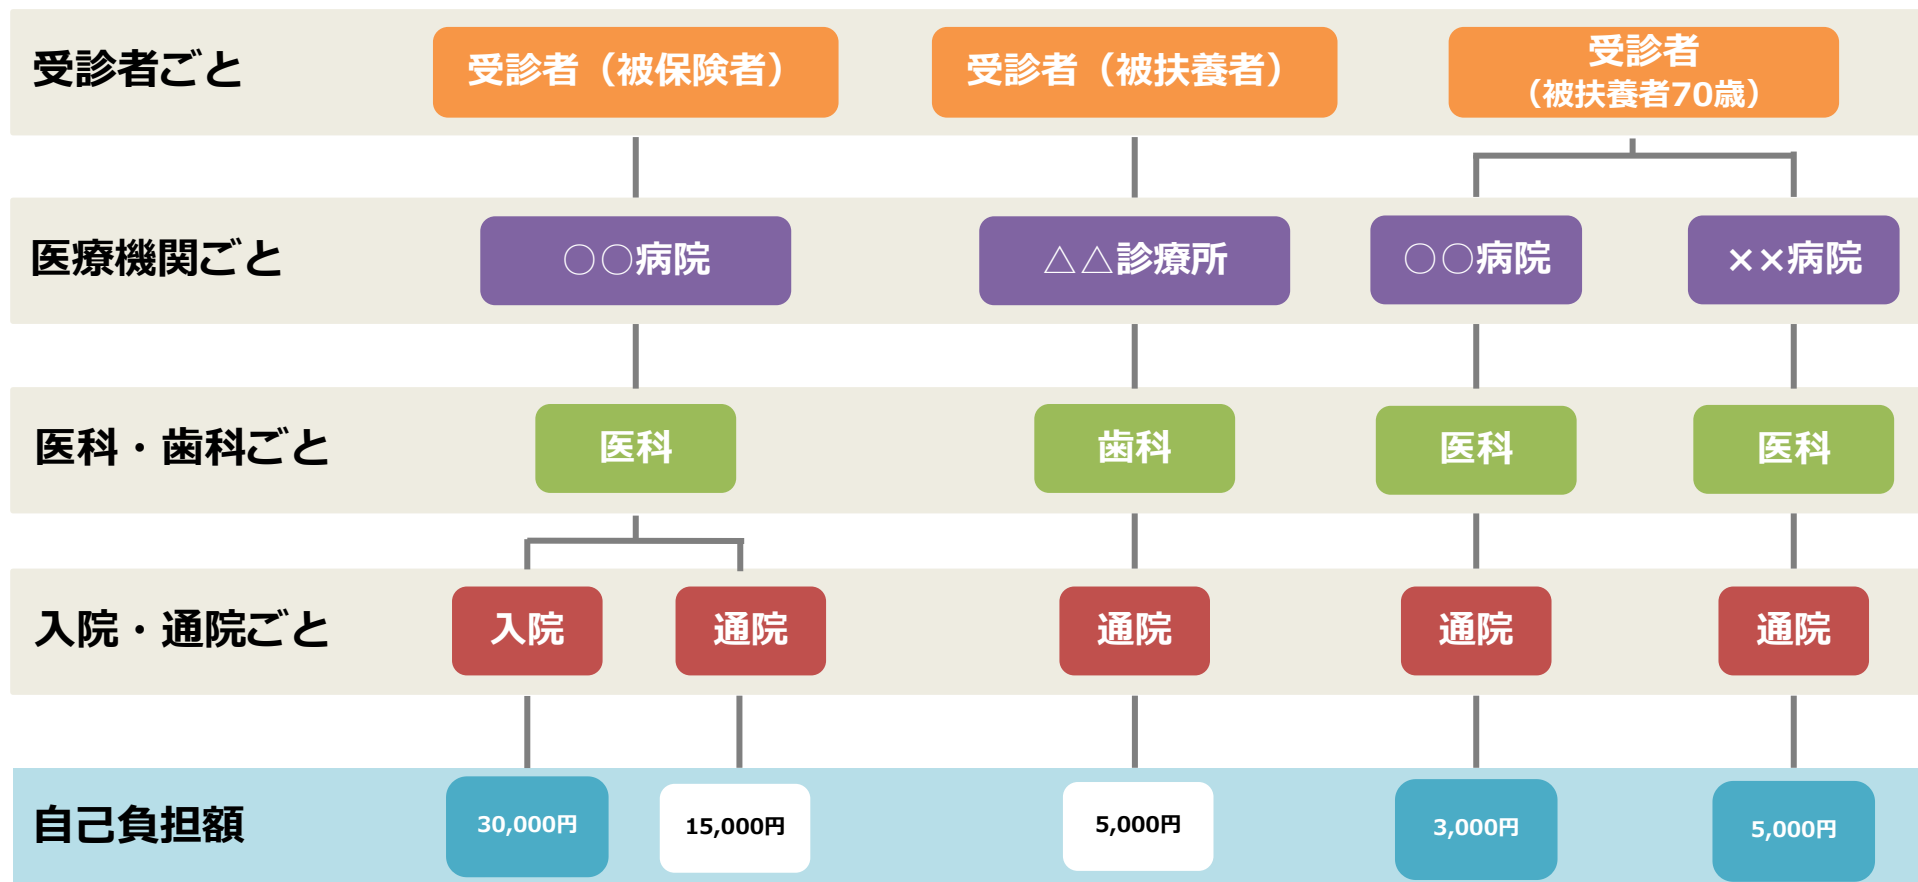 受診者ごと
受診者（被保険者）
受診者（被扶養者）
受診者
（被扶養者70歳）
医療機関ごと
○○病院
△△診療所
○○病院
××病院
医科・歯科ごと
医科
歯科
医科
医科
入院・通院ごと
入院
通院
通院
通院
通院
自己負担額
30,000円
15,000円
5,000円
3,000円
5,000円